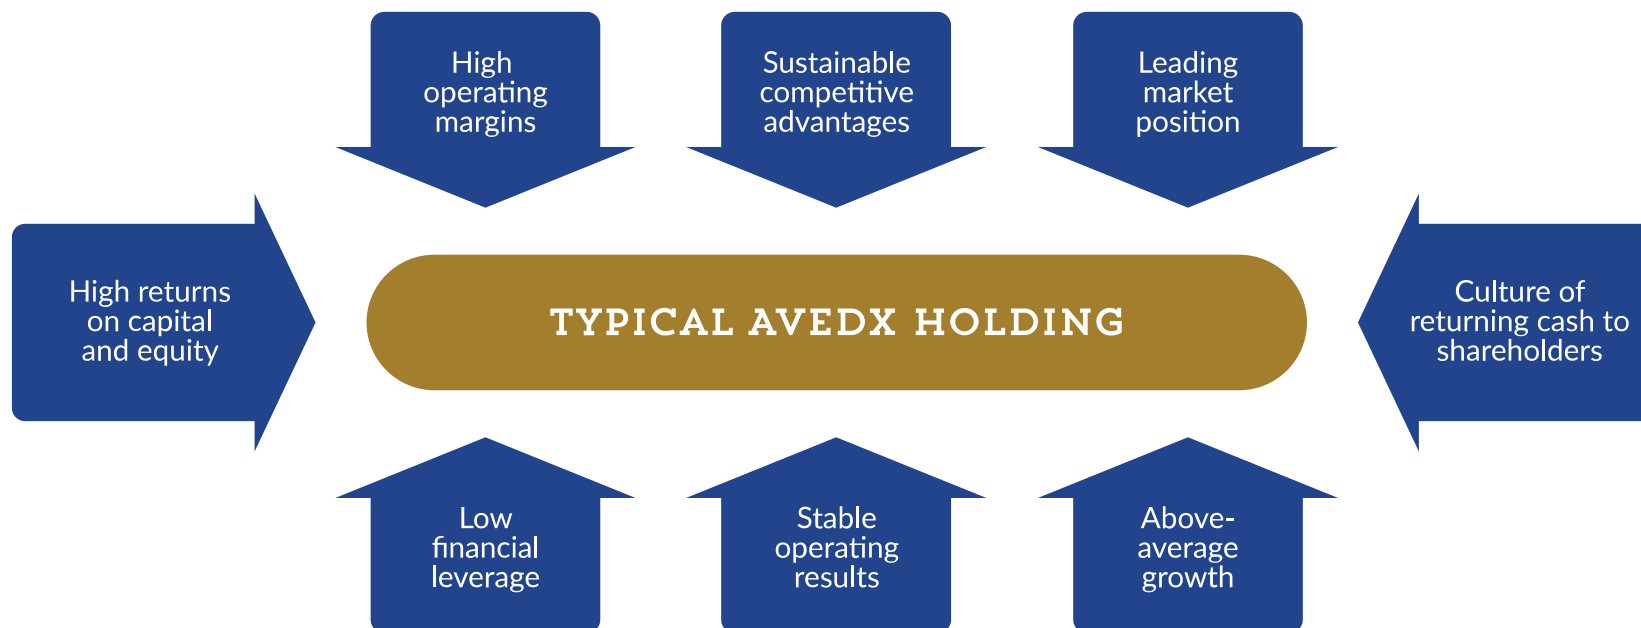 High
operating
margins
Sustainable
competitive
advantages
Leading
market
position
High returns
on capital
and equity
TYPICAL AVEDX HOLDING
Culture of
returning cash to
shareholders
Low
financial
leverage
Stable
operating
results
Above-
average
growth